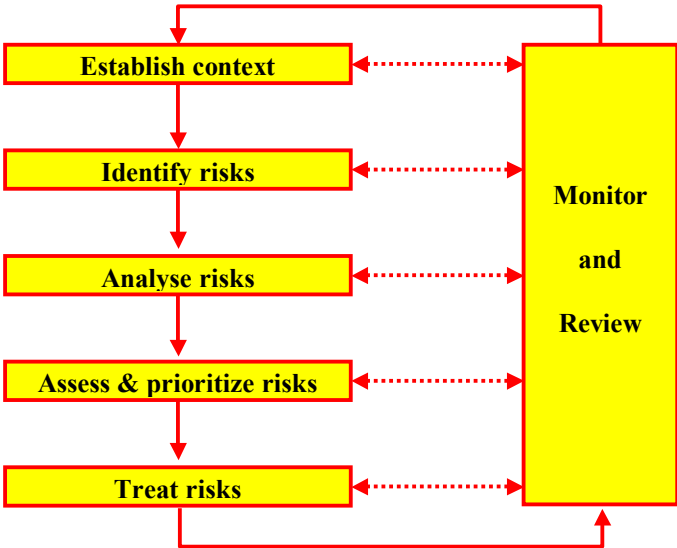 Establish context
Identify risks
Analyse risks
Assess & prioritize risks
Treat risks
Monitor
and
Review